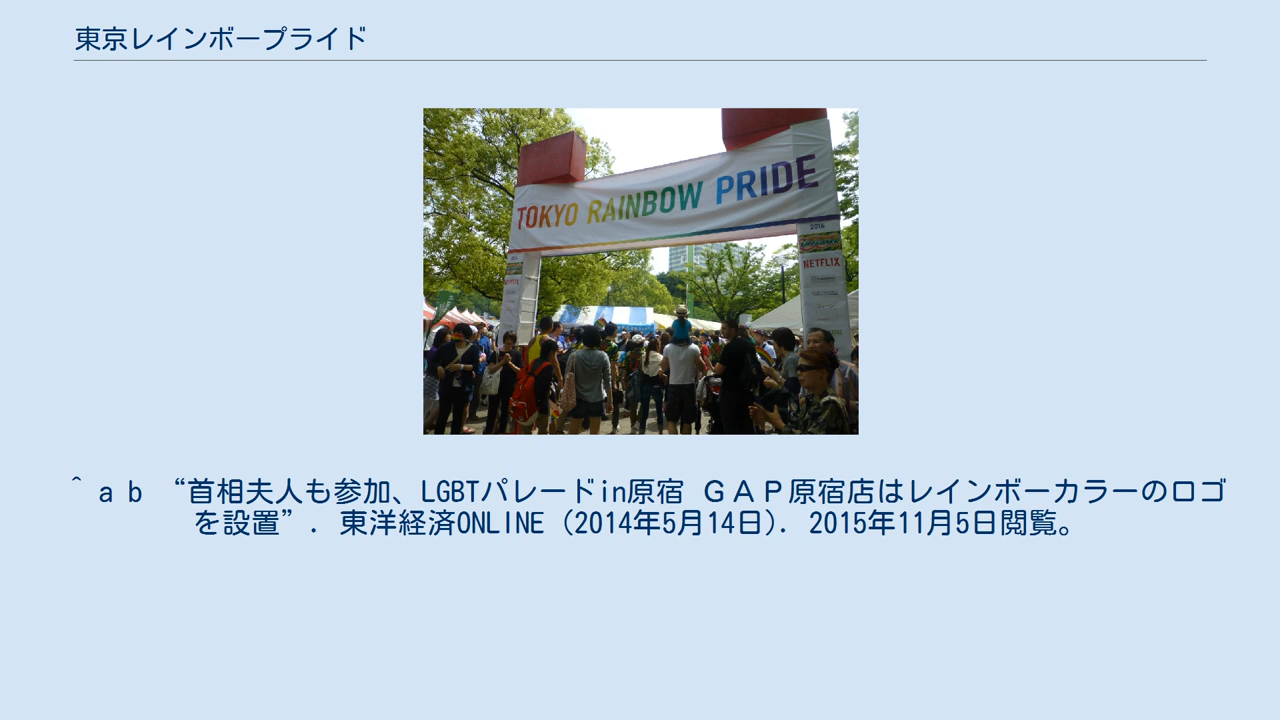 東京レインボープライド
TOKYO RAINBOW PRIDE
2016
NETFLIX
^ a b “首相夫人も参加、LGBTパレードin原宿 ＧＡＰ原宿店はレインボーカラーのロゴ
を設置”. 東洋経済ONLINE (2014年5月14日). 2015年11月5日閲覧。